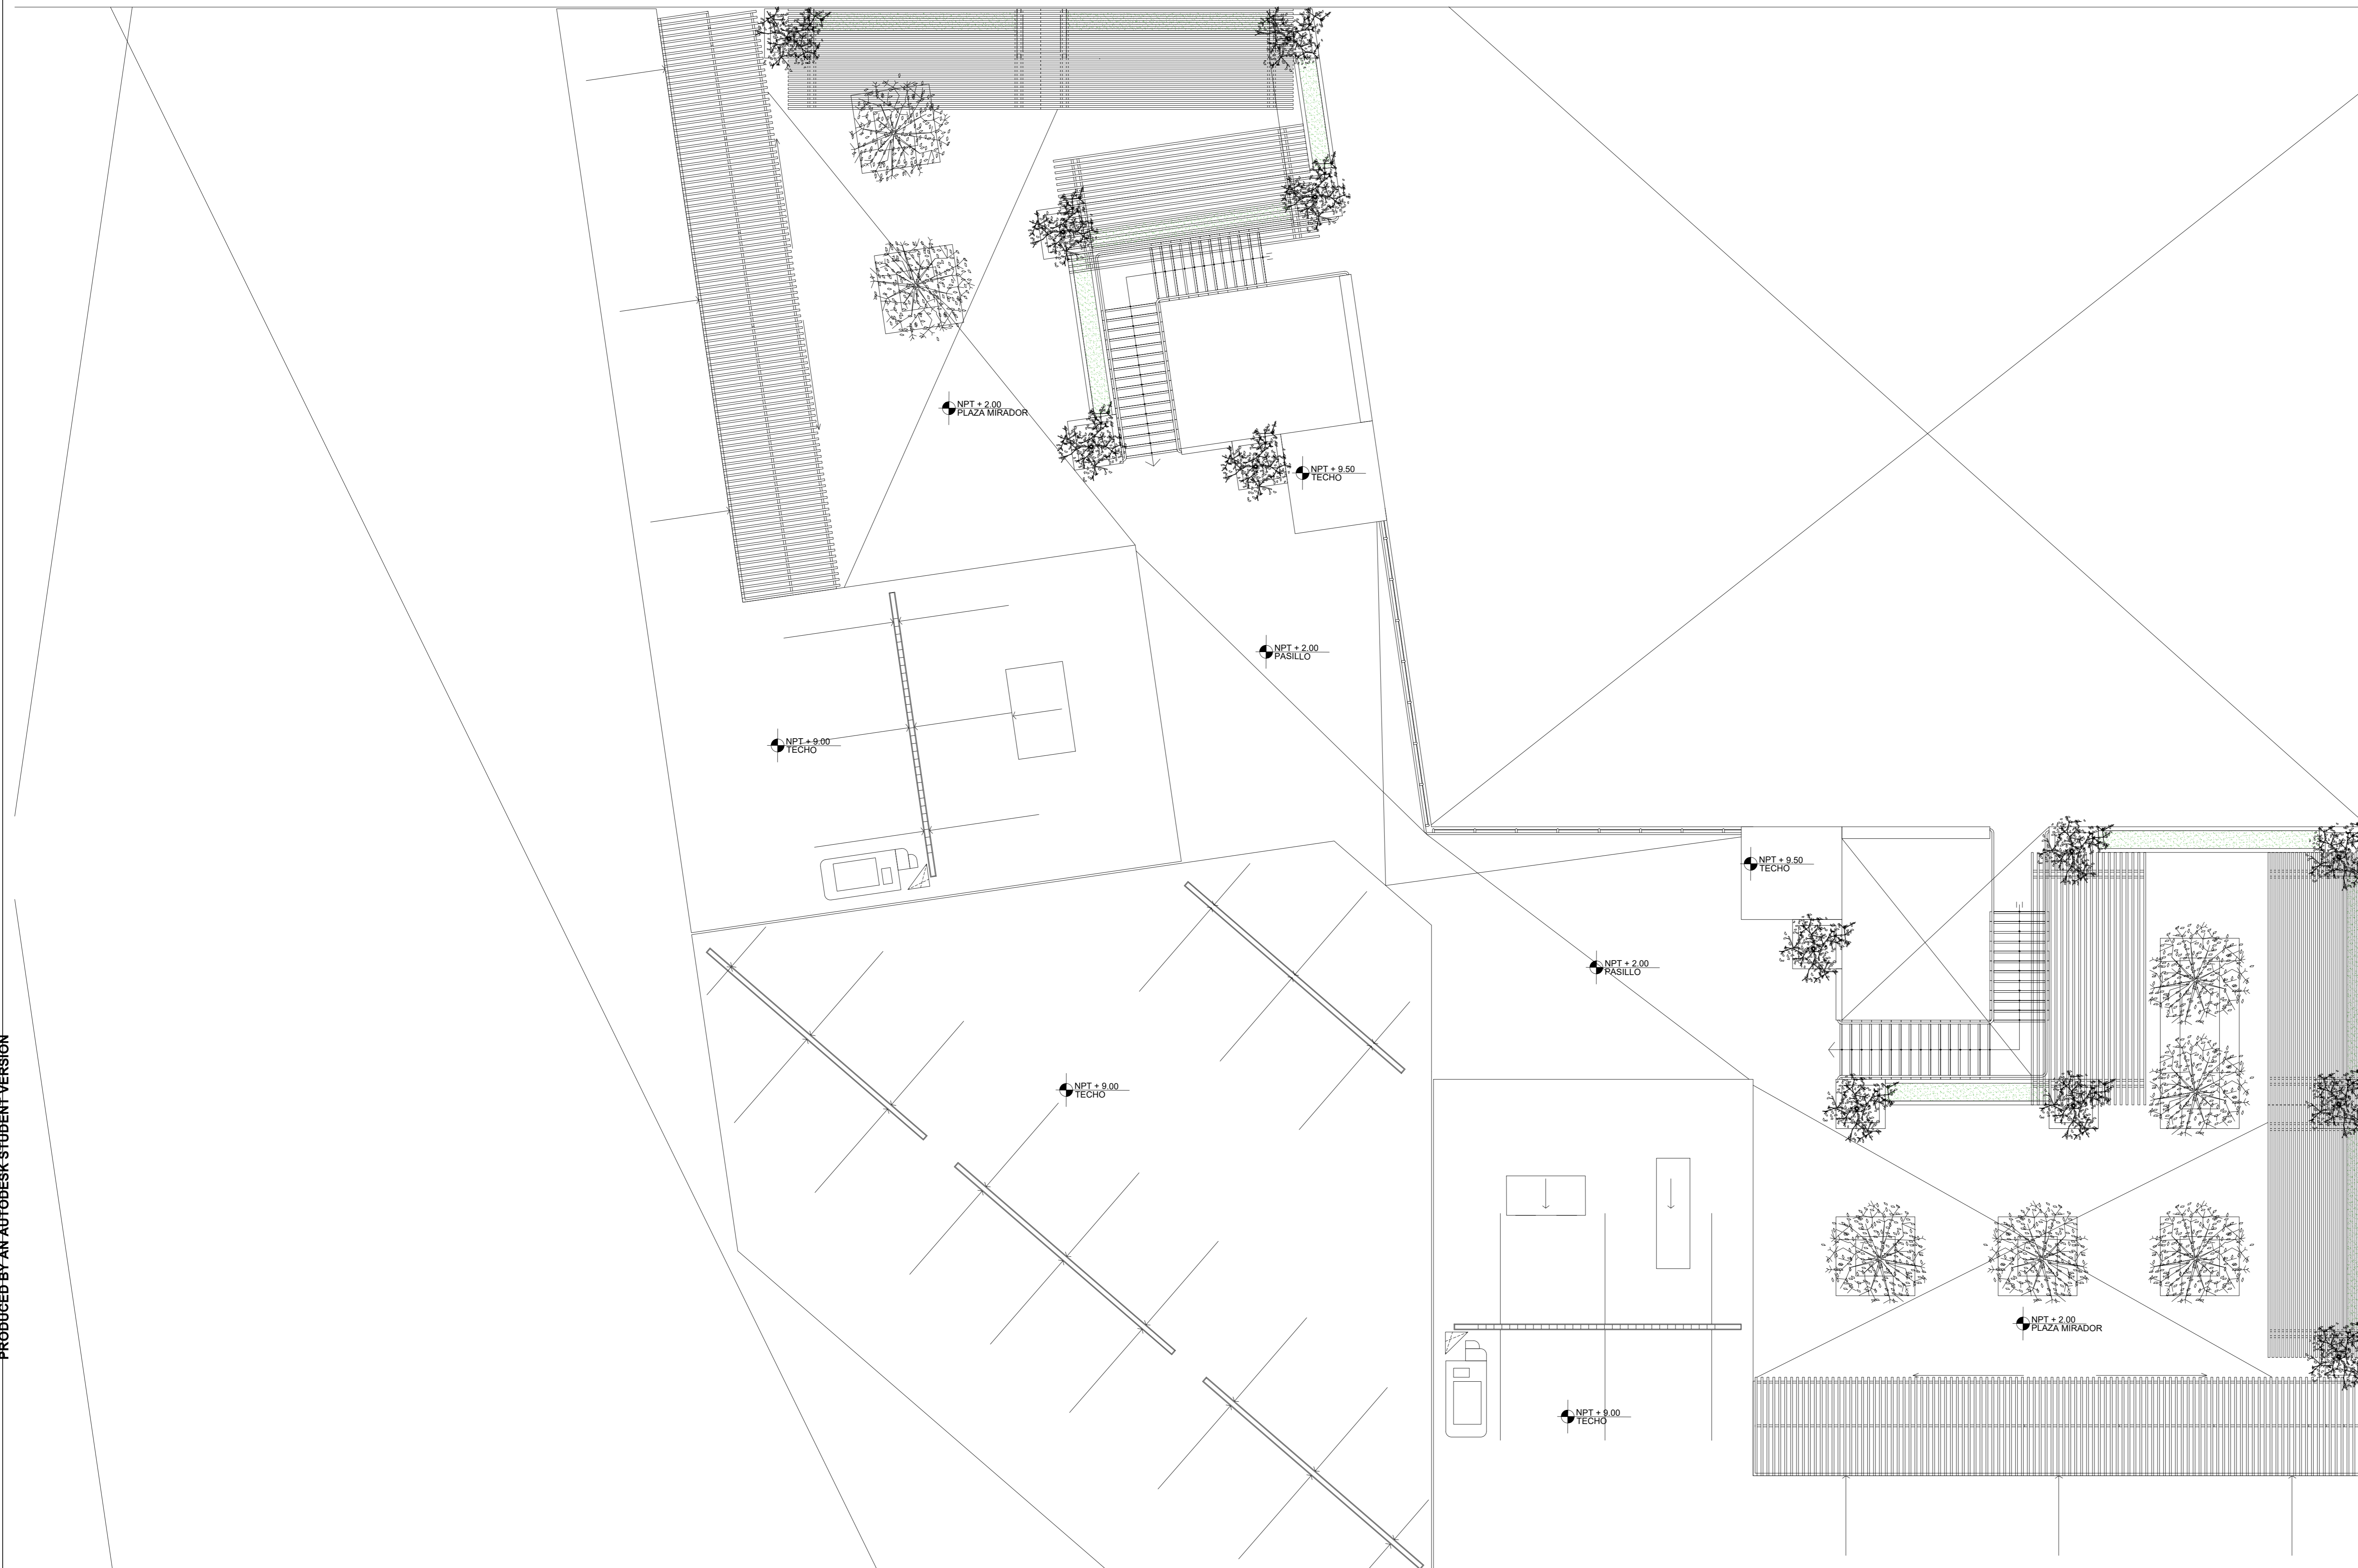 NPT + 2.00
PLAZA MIRADOR
NPT + 9.50
TECHO
NPT + 2.00
PASILLO
NPT + 9.00
TECHO
NPT + 9.50
TECHO
NPT + 2.00
PASILLO
NPT + 9.00
TECHO
NPT + 2.00
PLAZA MIRADOR
NPT + 9.00
TECHO
PRODUCED BY AN AUTODESK STUDENT VERSION